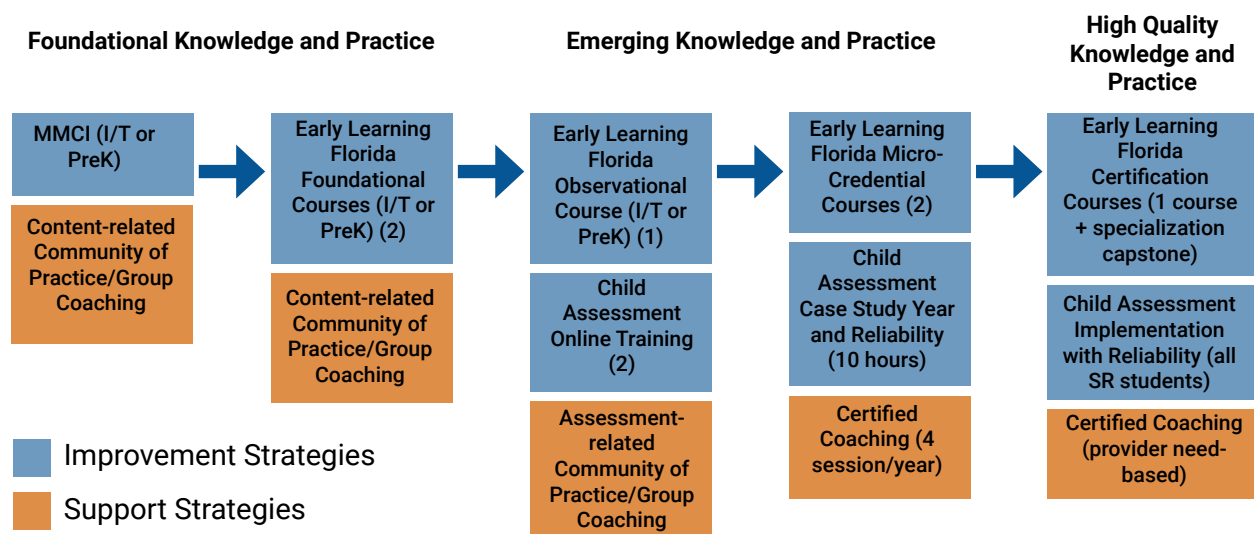 Foundational Knowledge and Practice
Emerging Knowledge and Practice
High Quality
Knowledge and
Practice
MMCI (I/T or
PreK)
Content-related
Community of
Practice/Group
Coaching
Early Learning
Florida
Foundational
Courses (I/T or
PreK) (2)
Content-related
Community of
Practice/Group
Coaching
Early Learning
Florida
Observational
Course (I/T or
PreK) (1)
Child
Assessment
Online Training
(2)
Assessment-
related
Community of
Practice/Group
Coaching
Early Learning
Florida Micro-
Credential
Courses (2)
Child
Assessment
Case Study Year
and Reliability
(10 hours)
Certified
Coaching (4
session/year)
Early Learning
Florida
Certification
Courses (1 course
+ specialization
capstone)
Child Assessment
Implementation
with Reliability (all
SR students)
Certified Coaching
(provider need-
based)
Improvement Strategies
Support Strategies